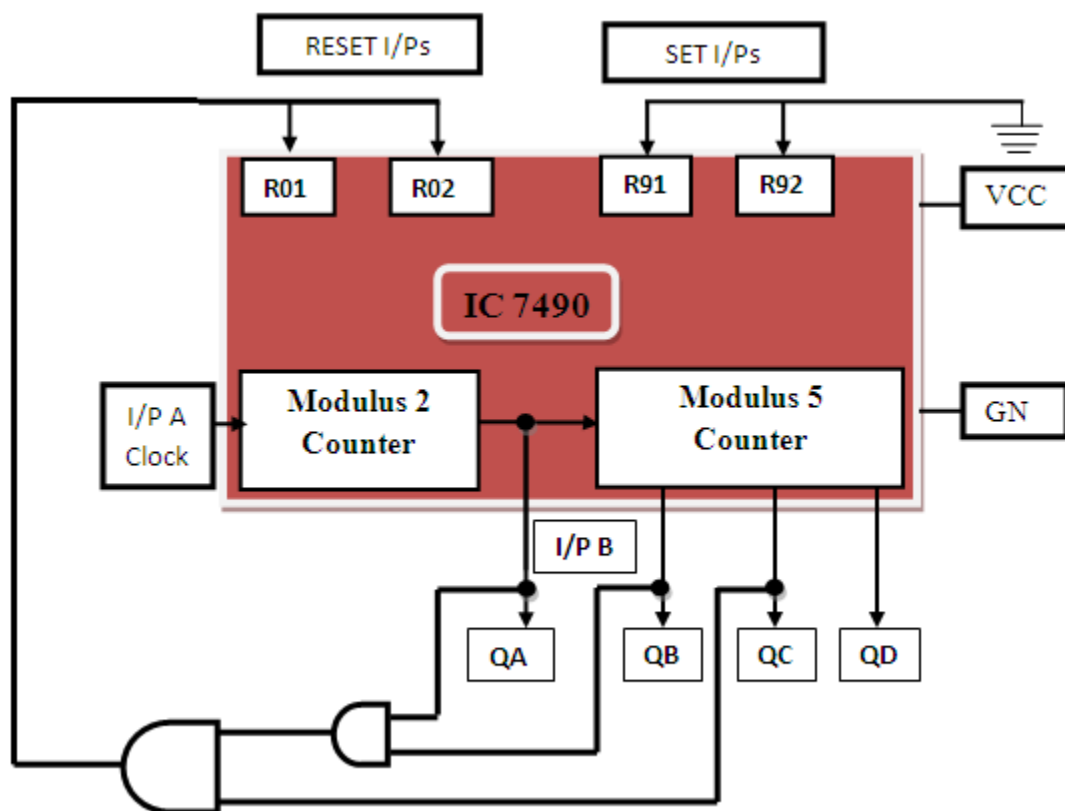 RESET I/Ps
SET I/Ps
R01
R02
R91
R92
VCC
IC 7490
I/P A
Clock
Modulus 2
Counter
Modulus 5
Counter
GN
I/P B
QA
QB
QC
QD